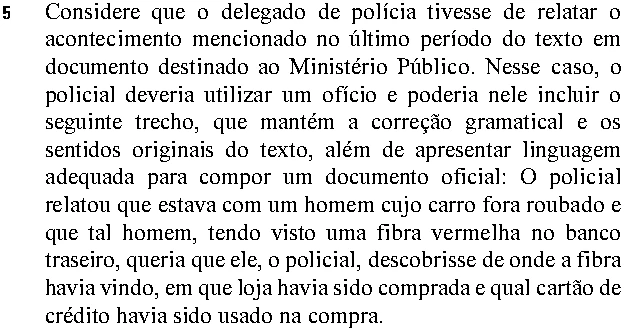 5 Considere que o delegado de polícia tivesse de relatar o
acontecimento mencionado no último período do texto em
documento destinado ao Ministério Público. Nesse caso, o
policial deveria utilizar um ofício e poderia nele incluir o
seguinte trecho, que mantém a correção gramatical e os
sentidos originais do texto, além de apresentar linguagem
adequada para compor um documento oficial: O policial
relatou que estava com um homem cujo carro fora roubado e
que tal homem, tendo visto uma fibra vermelha no banco
traseiro, queria que ele, o policial, descobrisse de onde a fibra
havia vindo, em que loja havia sido comprada e qual cartão de
crédito havia sido usado na compra.